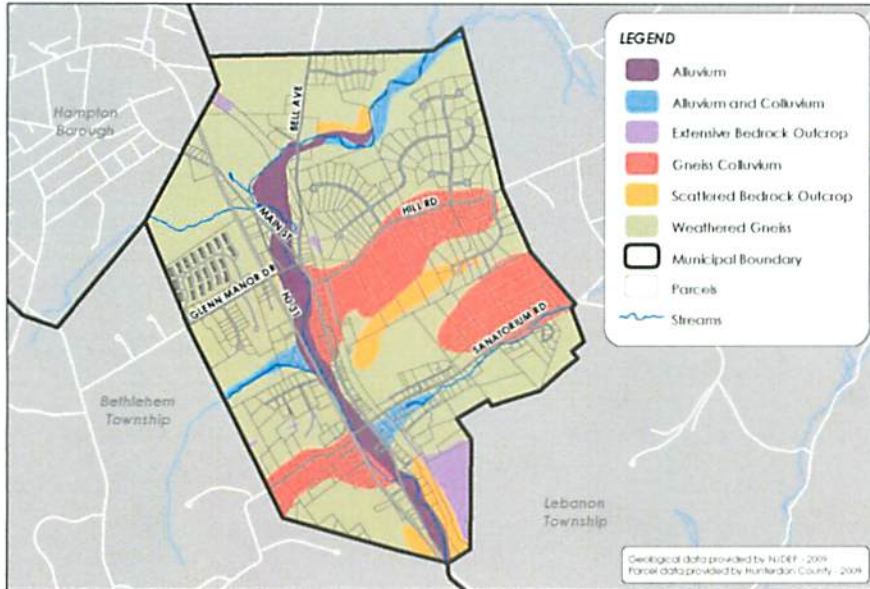 LEGEND
Alluvium
Alluvium and Colluvium
Extensive Bedrock Outcrop
Gneiss Colluvium
Scattered Bedrock Outcrop
Weathered Gneiss
Municipal Boundary
Parcels
Streams
Hampton
Borough
BELL AVE
MAIN ST
HILL RD
GLENN MANOR DR
NJ 31
SANATORIUM RD
Bethlehem
Township
Lebanon
Township
Geological data provided by NJDEP - 2009
Parcel data provided by Hunterdon County - 2009